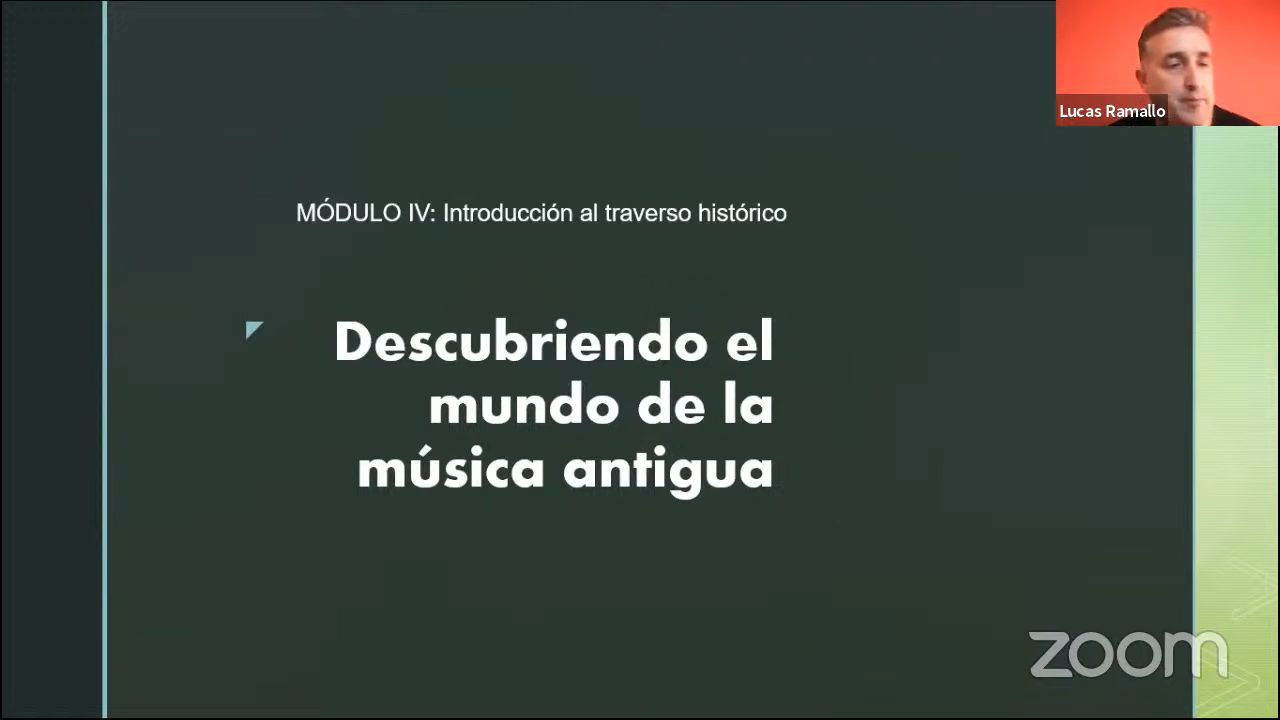 Lucas Ramallo
MÓDULO IV: Introducción al traverso histórico
Descubriendo el
mundo de la
música antigua
zoom